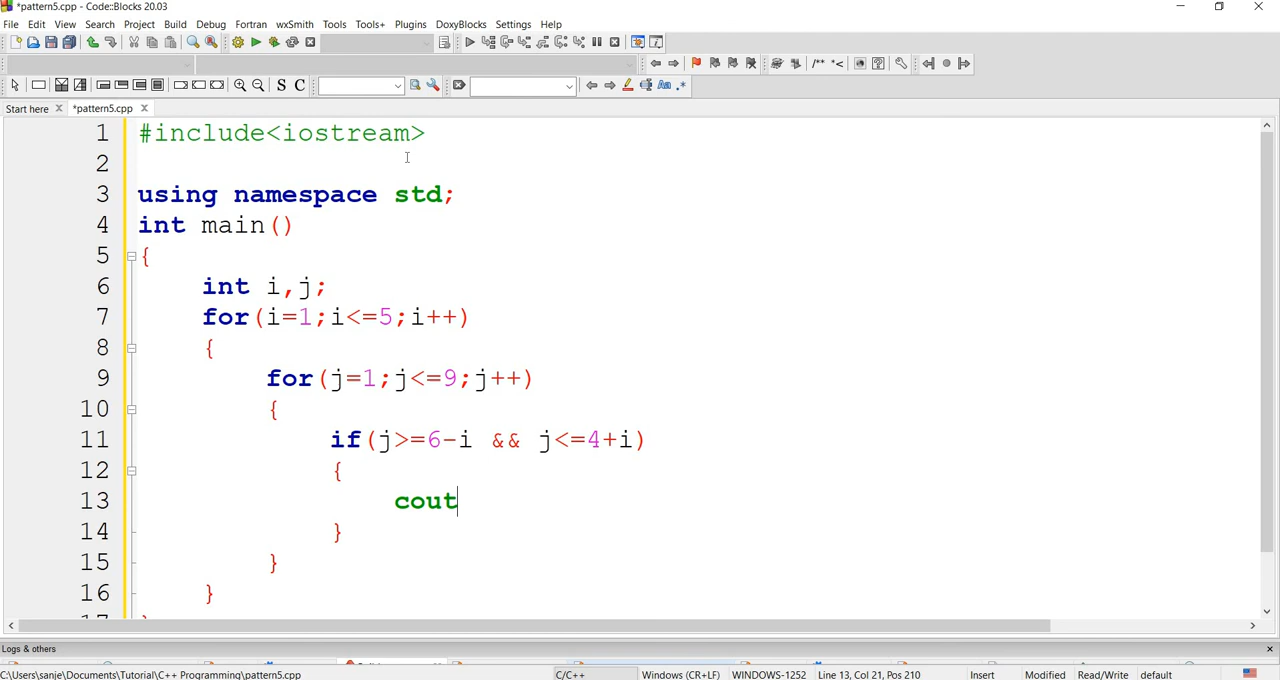 *pattern5.cpp - Code::Blocks 20.03
File Edit View Search Project Build Debug Fortran wxSmith Tools Tools+ Plugins DoxyBlocks Settings Help
S C
Start here *pattern5.cpp
1 #include<iostream>
2
3 using namespace std;
4 int main()
5 {
6 int i,j;
7 for(i=1;i<=5;i++)
8 {
9 for(j=1;j<=9;j++)
10 {
11 if(j>=6-i && j<=4+i)
12 {
13 cout
14 }
15 }
16 }
Logs & others
C:\Users\sanje\Documents\Tutorial\C++ Programming\pattern5.cpp C/C++ Windows (CR+LF) WINDOWS-1252 Line 13, Col 21, Pos 210 Insert Modified Read/Write default